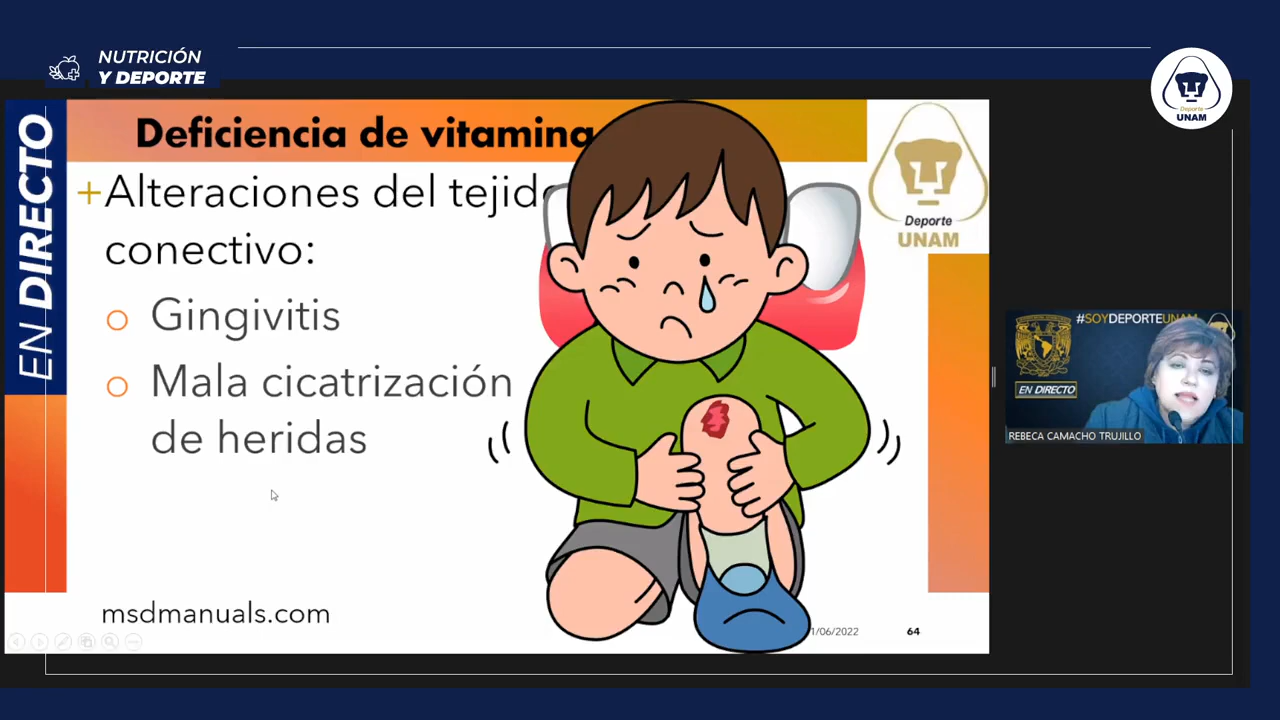 NUTRICIÓN
Y DEPORTE
Deporte
UNAM
EN DIRECTO
Deficiencia de vitamina
+Alteraciones del tejido
conectivo:
o Gingivitis
o Mala cicatrización
de heridas
msdmanuals.com
1/06/2022
64
Deporte
UNAM
#SOYDEPORTEUNAM
EN DIRECTO
REBECA CAMACHO TRUJILLO